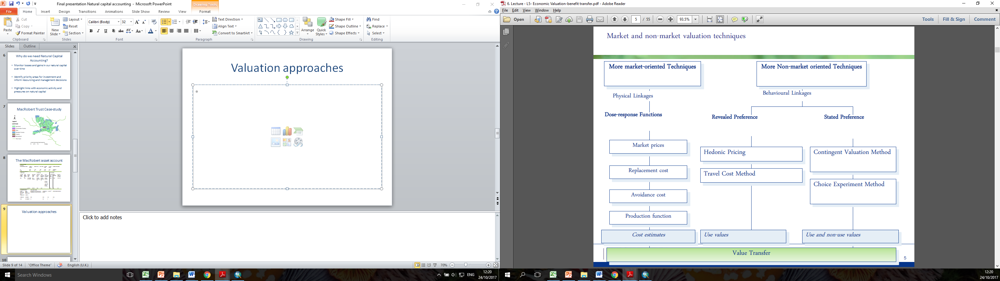 Final presentation Natural capital accounting - Microsoft PowerPoint
Drawing Tools
File Home Insert Design Transitions Animations Slide Show Review View Format
Paste
Cut
Copy
Format Painter
Clipboard
New Slide
Layout
Reset
Section
Slides
Calibri (Body) 32
Font
Text Direction
Align Text
Convert to SmartArt
Paragraph
Arrange
Quick Styles
Shape Fill
Shape Outline
Shape Effects
Drawing
Find
Replace
Select
Editing
Slides Outline
6
Why do we need Natural Capital
Accounting?
• Monitor losses and gains in our natural capital
over time
• Identify priority areas for investment and
inform resourcing and management decisions
• Highlight links with economic activity and
pressures on natural capital
7
MacRobert Trust Case-study
8
The MacRobert asset account
9
Valuation approaches
10
Valuation approaches
Click to add notes
Slide 9 of 14 "Office Theme" English (U.K.) 70%
Search Windows
ENG
12:20
24/10/2017
6. Lecture - L5- Economic Valuation-benefit transfer.pdf - Adobe Reader
File Edit View Window Help
Open 5 / 55 93.5% Tools Fill & Sign Comment
Market and non-market valuation techniques
More market-oriented Techniques
More Non-market oriented Techniques
Physical Linkages
Behavioural Linkages
Dose-response Functions
Revealed Preference
Stated Preference
Market prices
Replacement cost
Avoidance cost
Production function
Hedonic Pricing
Travel Cost Method
Contingent Valuation Method
Choice Experiment Method
Cost estimates
Use values
Use and non-use values
Value Transfer
5
12:20
24/10/2017